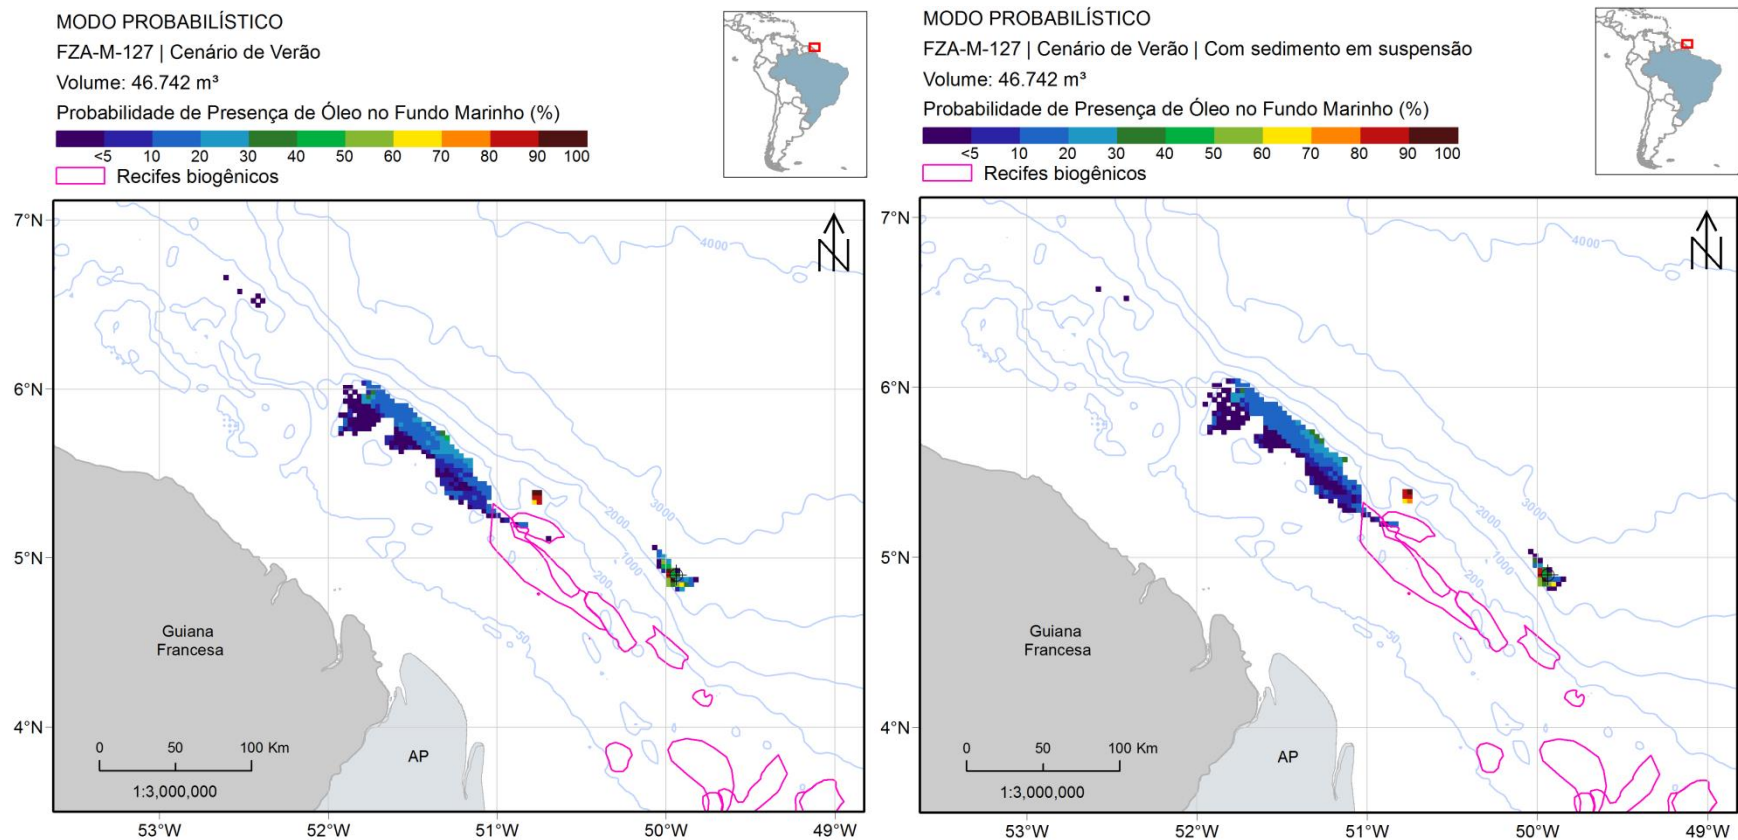 MODO PROBABILÍSTICO
FZA-M-127 | Cenário de Verão
Volume: 46.742 m³
Probabilidade de Presença de Óleo no Fundo Marinho (%)
<5 10 20 30 40 50 60 70 80 90 100
Recifes biogênicos
7°N
6°N
5°N
4°N
4000
3000
2000
1000
200
50
N
Guiana
Francesa
AP
0 50 100 Km
1:3,000,000
53°W 52°W 51°W 50°W 49°W
MODO PROBABILÍSTICO
FZA-M-127 | Cenário de Verão | Com sedimento em suspensão
Volume: 46.742 m³
Probabilidade de Presença de Óleo no Fundo Marinho (%)
<5 10 20 30 40 50 60 70 80 90 100
Recifes biogênicos
7°N
6°N
5°N
4°N
4000
3000
2000
1000
200
50
N
Guiana
Francesa
AP
0 50 100 Km
1:3,000,000
53°W 52°W 51°W 50°W 49°W